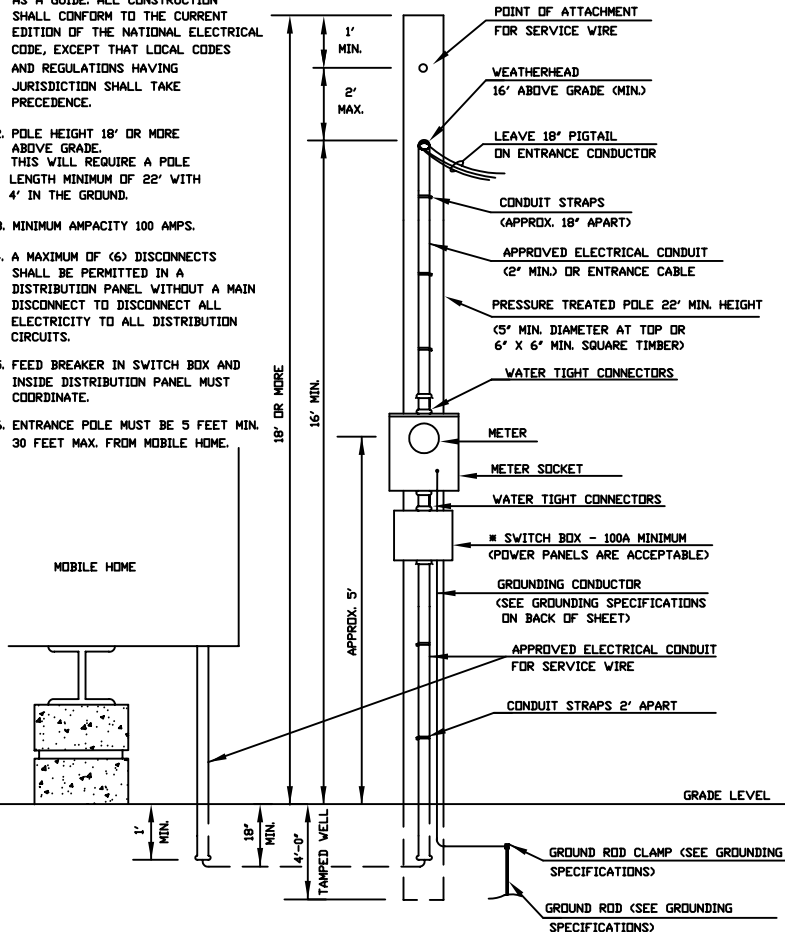 AS A GUIDE. ALL CONSTRUCTION
SHALL CONFORM TO THE CURRENT
EDITION OF THE NATIONAL ELECTRICAL
CODE, EXCEPT THAT LOCAL CODES
AND REGULATIONS HAVING
JURISDICTION SHALL TAKE
PRECEDENCE.
2. POLE HEIGHT 18' OR MORE
ABOVE GRADE.
THIS WILL REQUIRE A POLE
LENGTH MINIMUM OF 22' WITH
4' IN THE GROUND.
3. MINIMUM AMPACITY 100 AMPS.
. A MAXIMUM OF (6) DISCONNECTS
SHALL BE PERMITTED IN A
DISTRIBUTION PANEL WITHOUT A MAIN
DISCONNECT TO DISCONNECT ALL
ELECTRICITY TO ALL DISTRIBUTION
CIRCUITS.
5. FEED BREAKER IN SWITCH BOX AND
INSIDE DISTRIBUTION PANEL MUST
COORDINATE.
6. ENTRANCE POLE MUST BE 5 FEET MIN.
30 FEET MAX. FROM MOBILE HOME.
MOBILE HOME
1'
MIN.
2'
MAX.
18' OR MORE
16' MIN.
APPROX. 5'
POINT OF ATTACHMENT
FOR SERVICE WIRE
WEATHERHEAD
16' ABOVE GRADE (MIN.)
LEAVE 18" PIGTAIL
ON ENTRANCE CONDUCTOR
CONDUIT STRAPS
(APPROX. 18" APART)
APPROVED ELECTRICAL CONDUIT
(2" MIN.) OR ENTRANCE CABLE
PRESSURE TREATED POLE 22' MIN. HEIGHT
(5" MIN. DIAMETER AT TOP OR
6" X 6" MIN. SQUARE TIMBER)
WATER TIGHT CONNECTORS
METER
METER SOCKET
WATER TIGHT CONNECTORS
* SWITCH BOX - 100A MINIMUM
(POWER PANELS ARE ACCEPTABLE)
GROUNDING CONDUCTOR
(SEE GROUNDING SPECIFICATIONS
ON BACK OF SHEET)
APPROVED ELECTRICAL CONDUIT
FOR SERVICE WIRE
CONDUIT STRAPS 2' APART
GRADE LEVEL
1'
MIN.
18"
MIN.
4'-0"
TAMPED WELL
GROUND ROD CLAMP (SEE GROUNDING
SPECIFICATIONS)
GROUND ROD (SEE GROUNDING
SPECIFICATIONS)